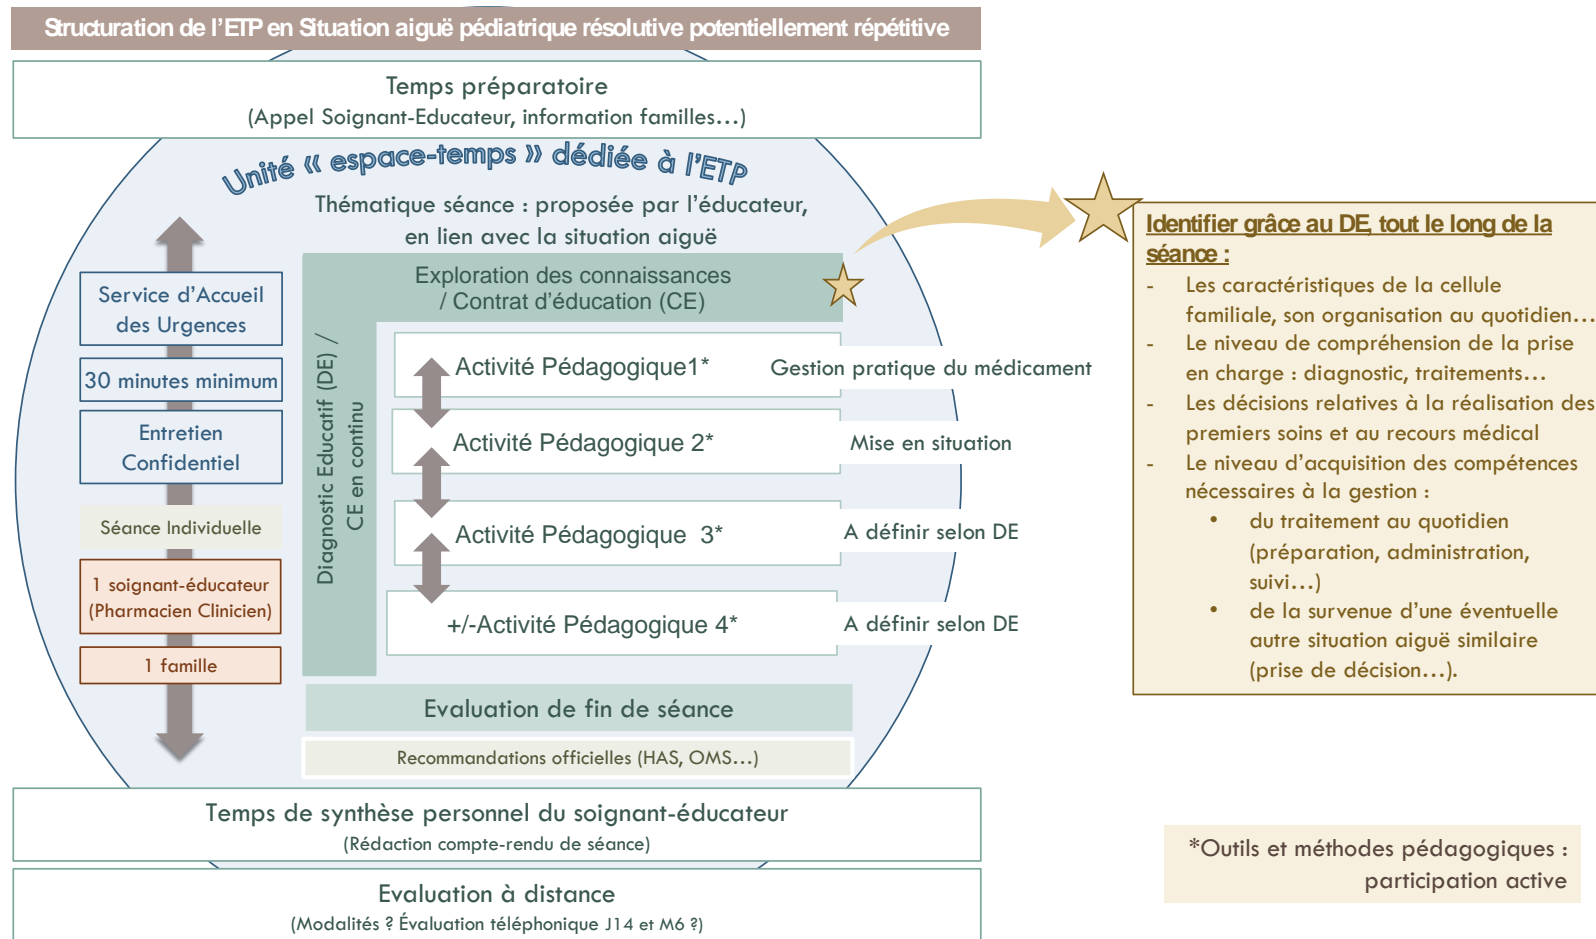 Structuration de l'ETP en Situation aiguë pédiatrique résolutive potentiellement répétitive
Temps préparatoire
(Appel Soignant-Educateur, information familles…)
Unité « espace-temps » dédiée à l'ETP
Thématique séance : proposée par l'éducateur,
en lien avec la situation aiguë
Exploration des connaissances
/ Contrat d'éducation (CE)
Diagnostic Educatif (DE) /
CE en continu
Service d'Accueil
des Urgences
30 minutes minimum
Entretien
Confidentiel
Séance Individuelle
1 soignant-éducateur
(Pharmacien Clinicien)
1 famille
Activité Pédagogique1*
Gestion pratique du médicament
Activité Pédagogique 2*
Mise en situation
Activité Pédagogique 3*
A définir selon DE
+/-Activité Pédagogique 4*
A définir selon DE
Evaluation de fin de séance
Recommandations officielles (HAS, OMS…)
Temps de synthèse personnel du soignant-éducateur
(Rédaction compte-rendu de séance)
Evaluation à distance
(Modalités ? Évaluation téléphonique J14 et M6 ?)
Identifier grâce au DE, tout le long de la
séance :
- Les caractéristiques de la cellule
familiale, son organisation au quotidien…
- Le niveau de compréhension de la prise
en charge : diagnostic, traitements…
- Les décisions relatives à la réalisation des
premiers soins et au recours médical
- Le niveau d'acquisition des compétences
nécessaires à la gestion :
• du traitement au quotidien
(préparation, administration,
suivi…)
• de la survenue d'une éventuelle
autre situation aiguë similaire
(prise de décision…).
*Outils et méthodes pédagogiques :
participation active